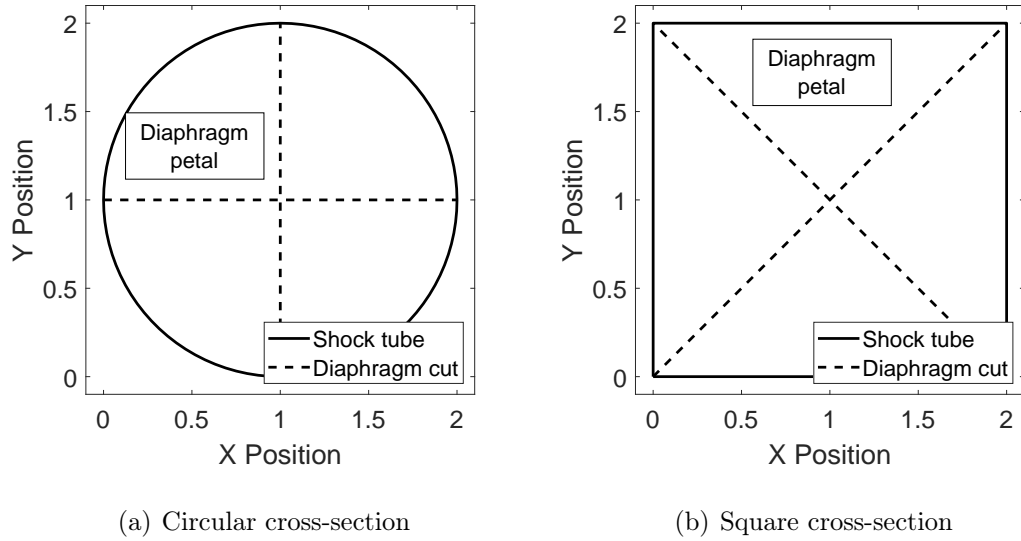 2
1.5
1
0.5
0
Y Position
Diaphragm
petal
Shock tube
Diaphragm cut
0
0.5
1
1.5
2
X Position
(a) Circular cross-section
2
1.5
1
0.5
0
Y Position
Diaphragm
petal
Shock tube
Diaphragm cut
0
0.5
1
1.5
2
X Position
(b) Square cross-section